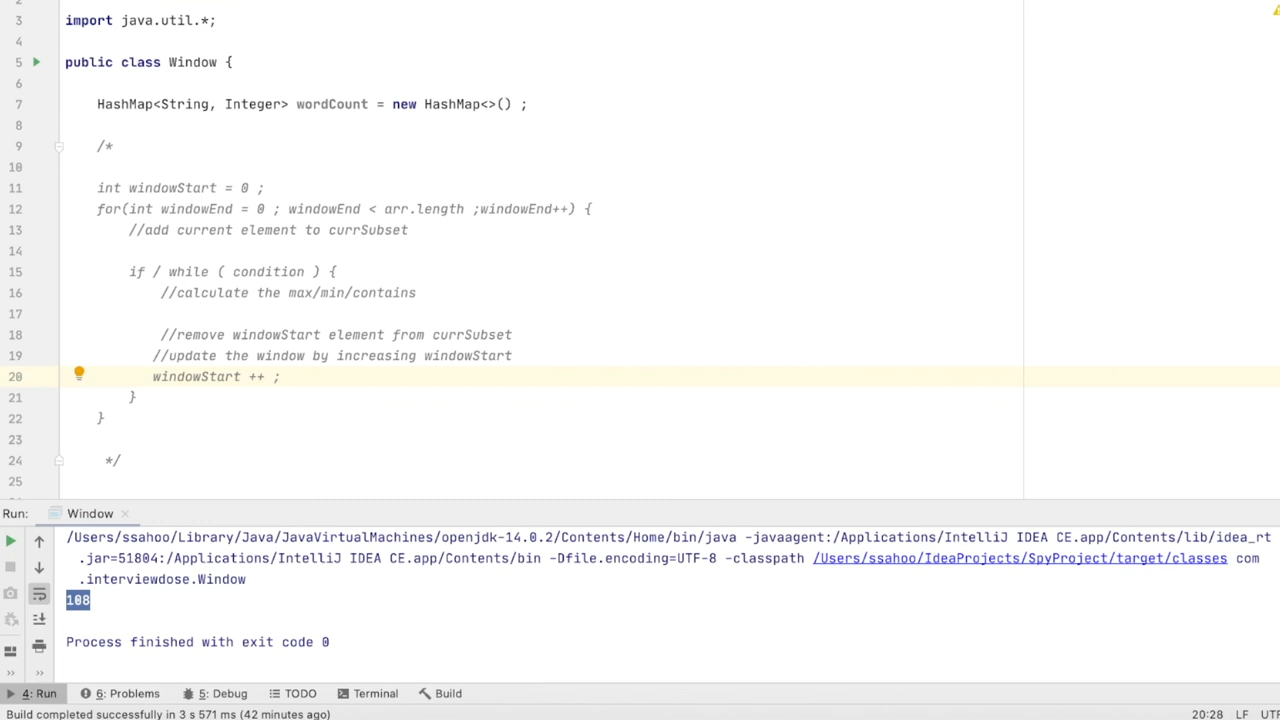 2
3 import java.util.*;
4
5 public class Window {
6
7 HashMap<String, Integer> wordCount = new HashMap<>() ;
8
9 /*
10
11 int windowStart = 0 ;
12 for(int windowEnd = 0 ; windowEnd < arr.length ;windowEnd++) {
13 //add current element to currSubset
14
15 if / while ( condition ) {
16 //calculate the max/min/contains
17
18 //remove windowStart element from currSubset
19 //update the window by increasing windowStart
20 windowStart ++ ;
21 }
22 }
23
24 */
25
Run: Window ×
/Users/ssahoo/Library/Java/JavaVirtualMachines/openjdk-14.0.2/Contents/Home/bin/java -javaagent:/Applications/IntelliJ IDEA CE.app/Contents/lib/idea_rt
.jar=51804:/Applications/IntelliJ IDEA CE.app/Contents/bin -Dfile.encoding=UTF-8 -classpath /Users/ssahoo/IdeaProjects/SpyProject/target/classes com
.interviewdose.Window
108
Process finished with exit code 0
4: Run 6: Problems 5: Debug TODO Terminal Build
Build completed successfully in 3 s 571 ms (42 minutes ago) 20:28 LF UTF